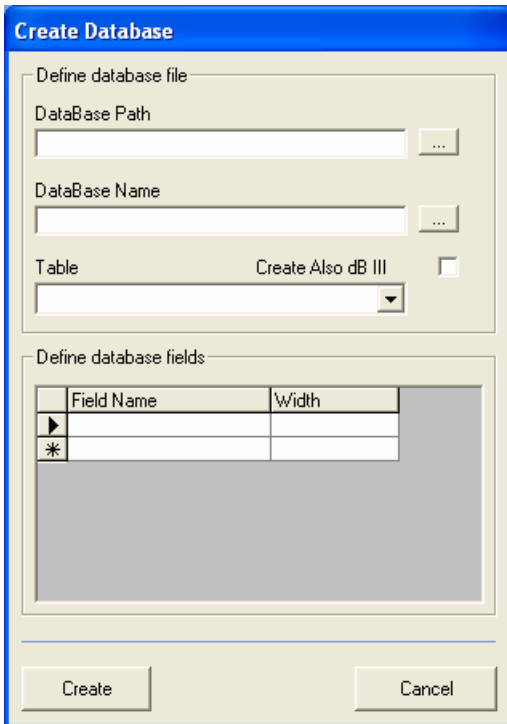 Create Database
Define database file
DataBase Path
...
DataBase Name
...
Table Create Also dB III
Define database fields
Field Name Width
Create Cancel